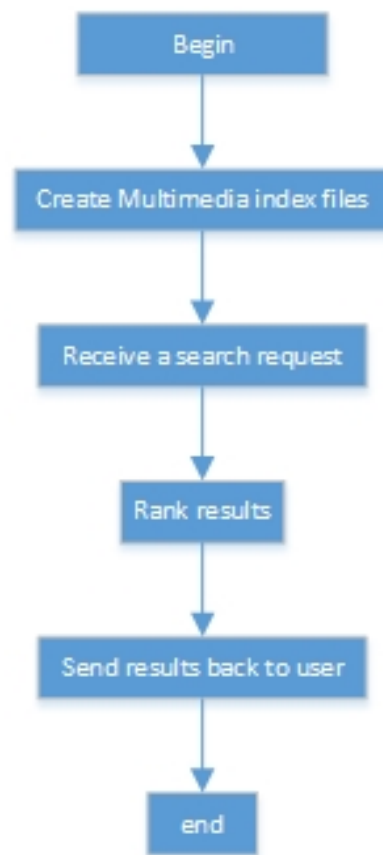 Begin
Create Multimedia index files
Receive a search request
Rank results
Send results back to user
end